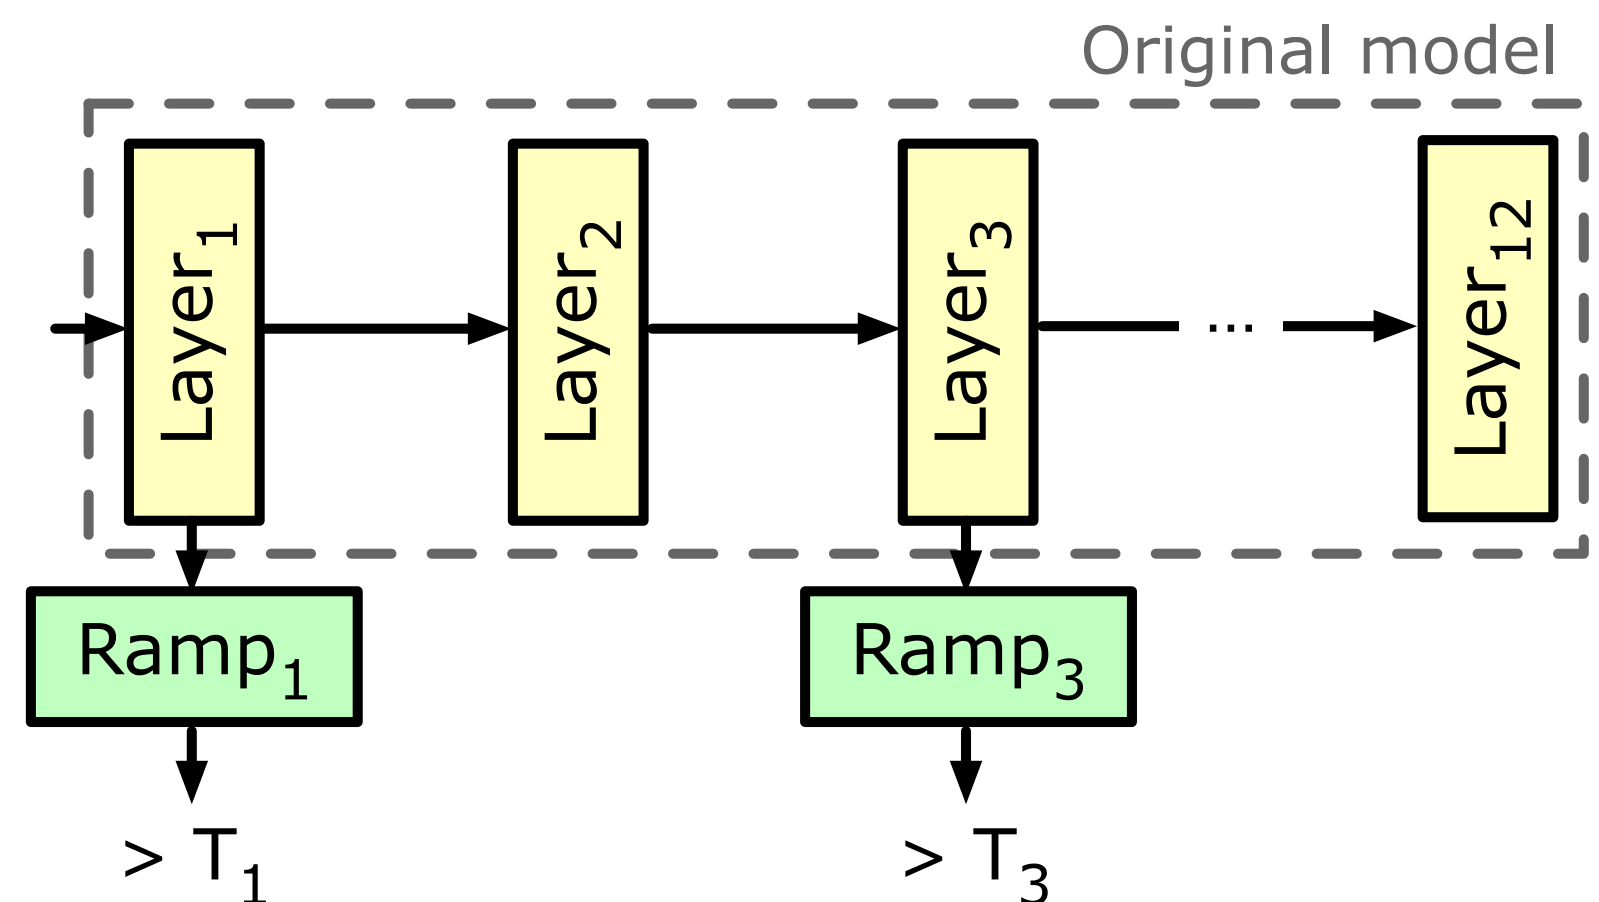 Original model
Layer1
Layer2
Layer3
...
Layer12
Ramp1
Ramp3
> T1
> T3